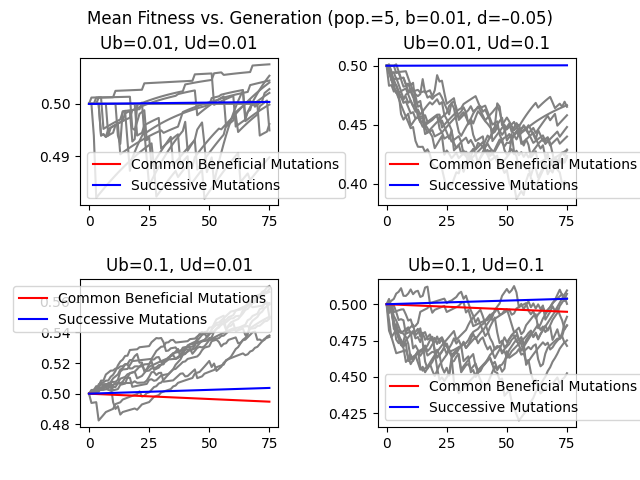 Mean Fitness vs. Generation (pop.=5, b=0.01, d=−0.05)
Ub=0.01, Ud=0.01
0.50
0.49
Common Beneficial Mutations
Successive Mutations
0 25 50 75
Ub=0.01, Ud=0.1
0.50
0.45
0.40
Common Beneficial Mutations
Successive Mutations
0 25 50 75
Ub=0.1, Ud=0.01
Common Beneficial Mutations
Successive Mutations
0.56
0.54
0.52
0.50
0.48
0 25 50 75
Ub=0.1, Ud=0.1
0.500
0.475
0.450
0.425
Common Beneficial Mutations
Successive Mutations
0 25 50 75